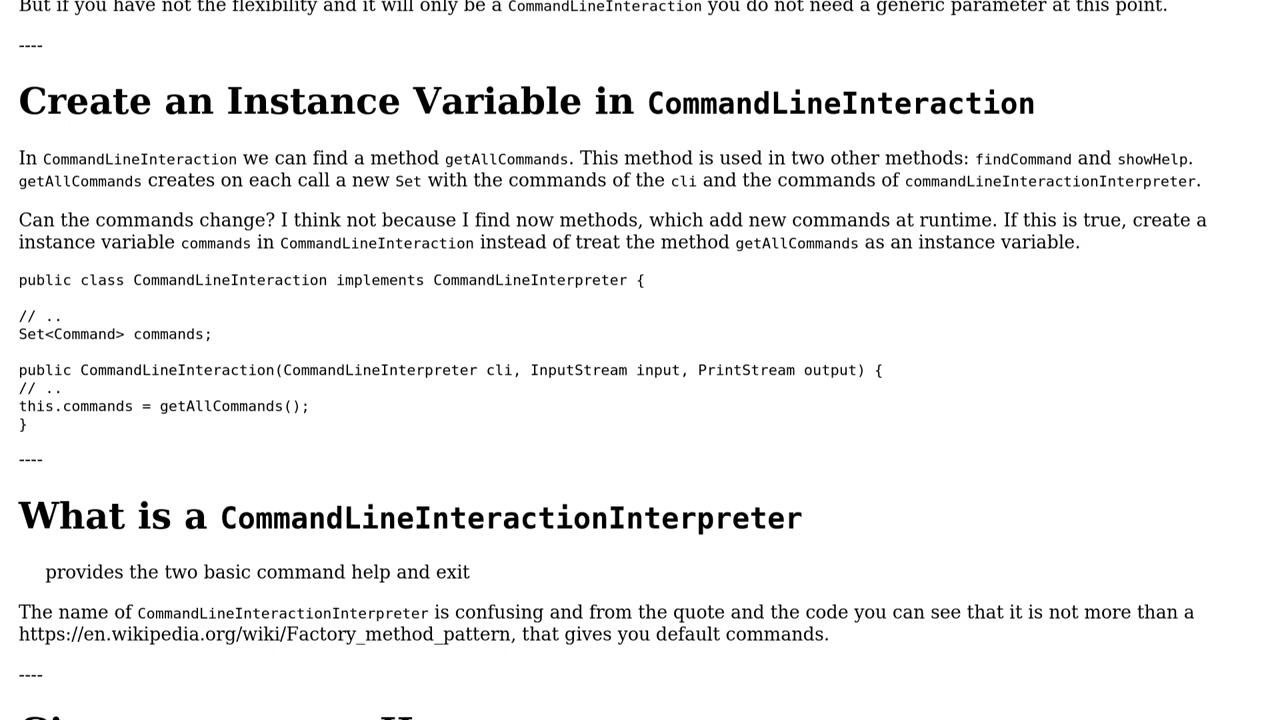 But if you have not the flexibility and it will only be a CommandLineInteraction you do not need a generic parameter at this point.
----
Create an Instance Variable in CommandLineInteraction
In CommandLineInteraction we can find a method getAllCommands. This method is used in two other methods: findCommand and showHelp.
getAllCommands creates on each call a new Set with the commands of the cli and the commands of commandLineInteractionInterpreter.
Can the commands change? I think not because I find now methods, which add new commands at runtime. If this is true, create a
instance variable commands in CommandLineInteraction instead of treat the method getAllCommands as an instance variable.
public class CommandLineInteraction implements CommandLineInterpreter {
// ..
Set<Command> commands;
public CommandLineInteraction(CommandLineInterpreter cli, InputStream input, PrintStream output) {
// ..
this.commands = getAllCommands();
}
----
What is a CommandLineInteractionInterpreter
provides the two basic command help and exit
The name of CommandLineInteractionInterpreter is confusing and from the quote and the code you can see that it is not more than a
https://en.wikipedia.org/wiki/Factory_method_pattern, that gives you default commands.
----